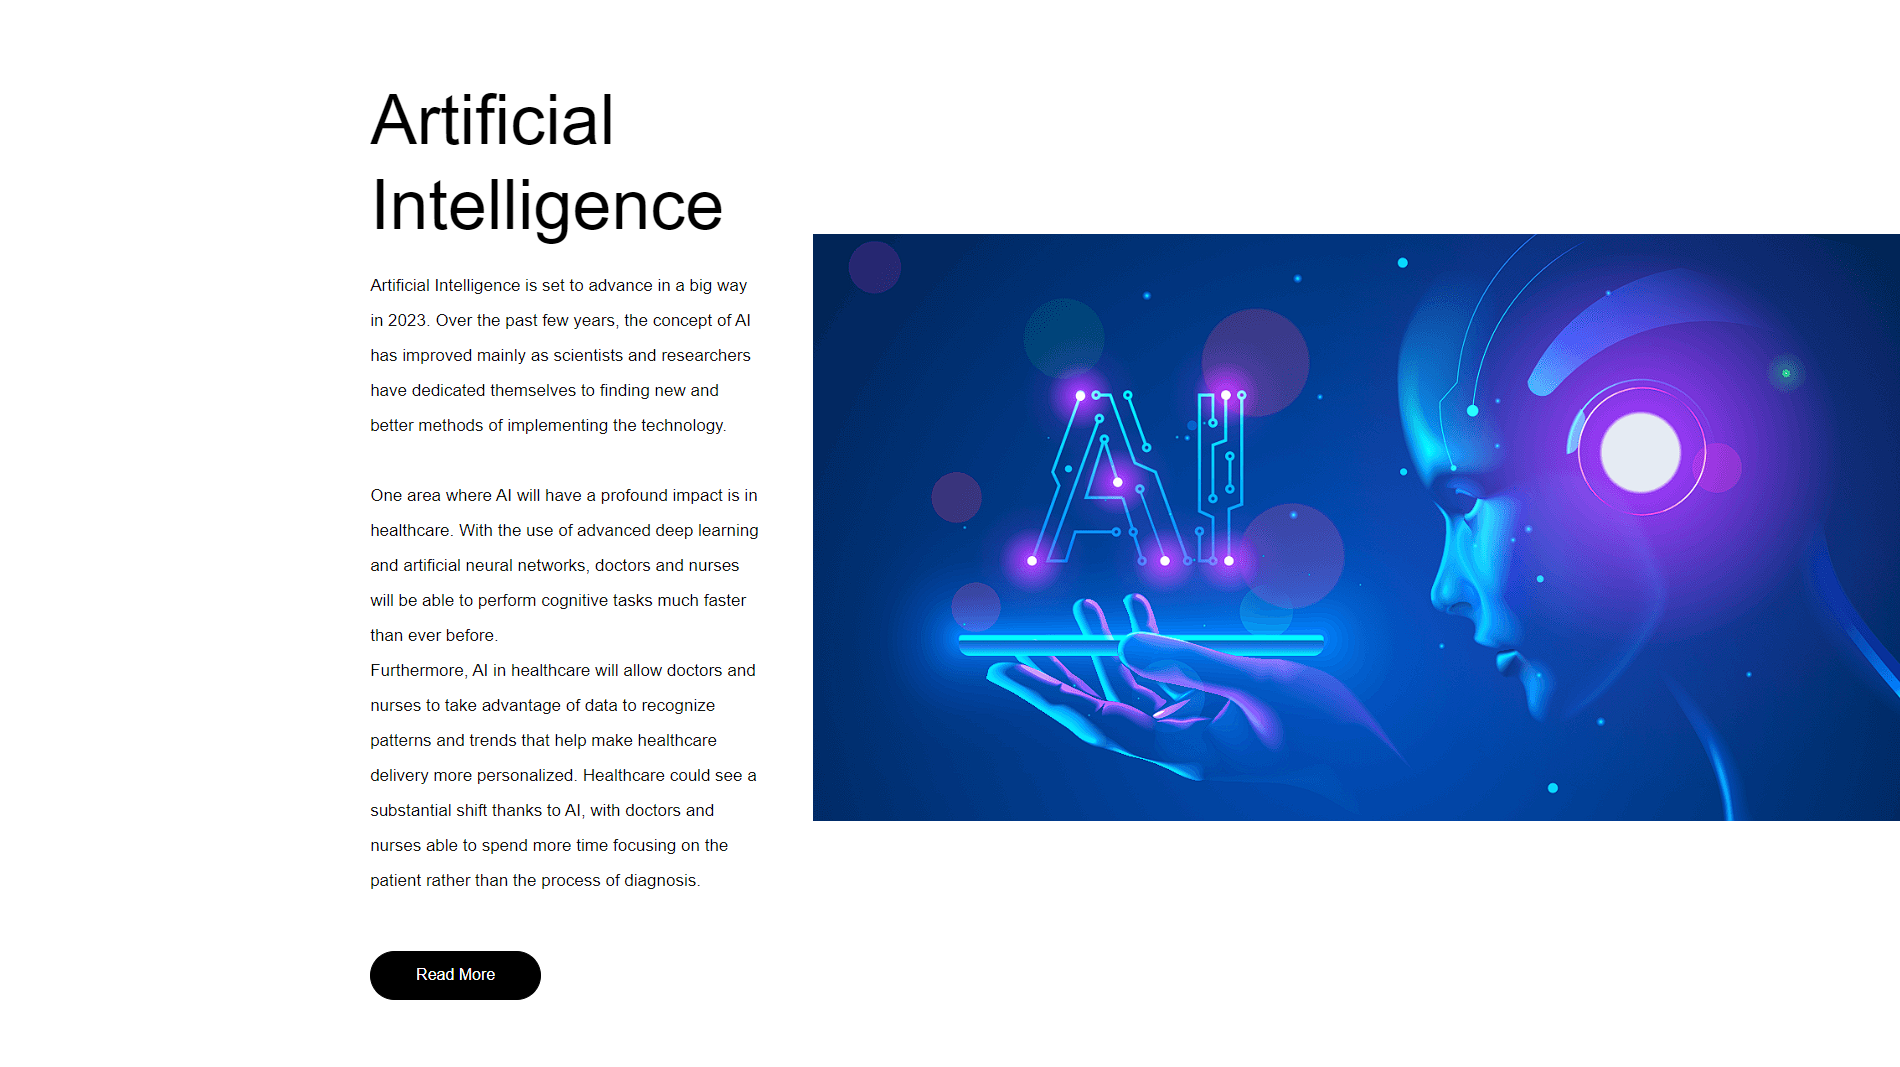 Artificial
Intelligence
Artificial Intelligence is set to advance in a big way
in 2023. Over the past few years, the concept of AI
has improved mainly as scientists and researchers
have dedicated themselves to finding new and
better methods of implementing the technology.
One area where AI will have a profound impact is in
healthcare. With the use of advanced deep learning
and artificial neural networks, doctors and nurses
will be able to perform cognitive tasks much faster
than ever before.
Furthermore, AI in healthcare will allow doctors and
nurses to take advantage of data to recognize
patterns and trends that help make healthcare
delivery more personalized. Healthcare could see a
substantial shift thanks to AI, with doctors and
nurses able to spend more time focusing on the
patient rather than the process of diagnosis.
Read More
AI